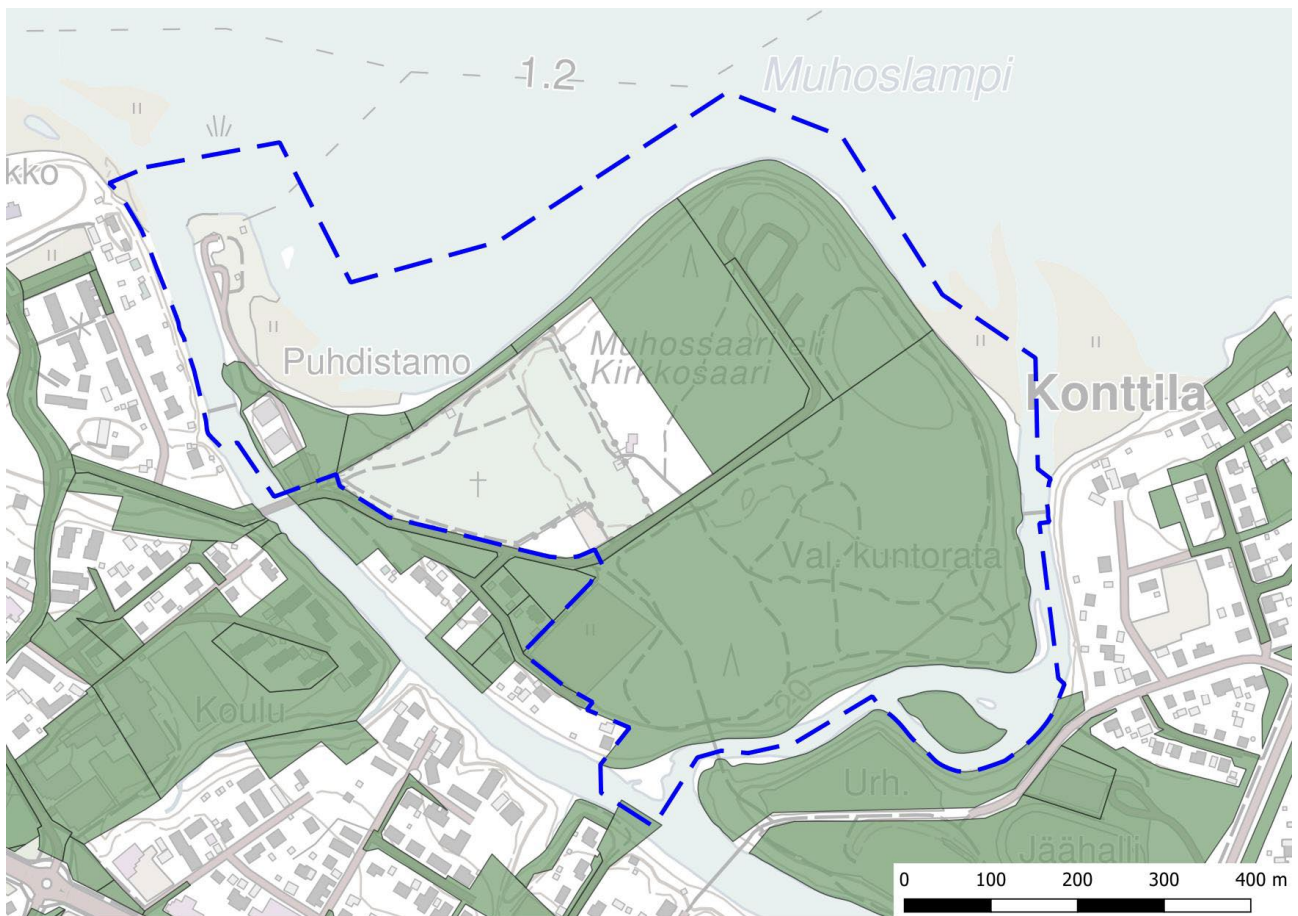 1.2
Muhoslampi
kko
Puhdistamo
Muhossaari eli
Kirkkosaari
Konttila
Val. kuntorata
20
Koulu
Urh.
Jäähalli
0 100 200 300 400 m